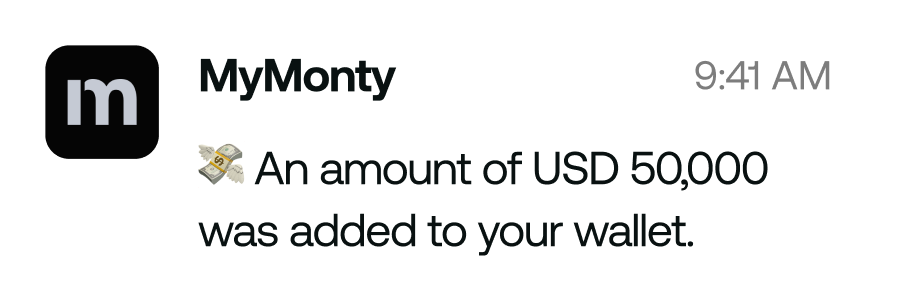 m
MyMonty 9:41 AM
💸 An amount of USD 50,000
was added to your wallet.